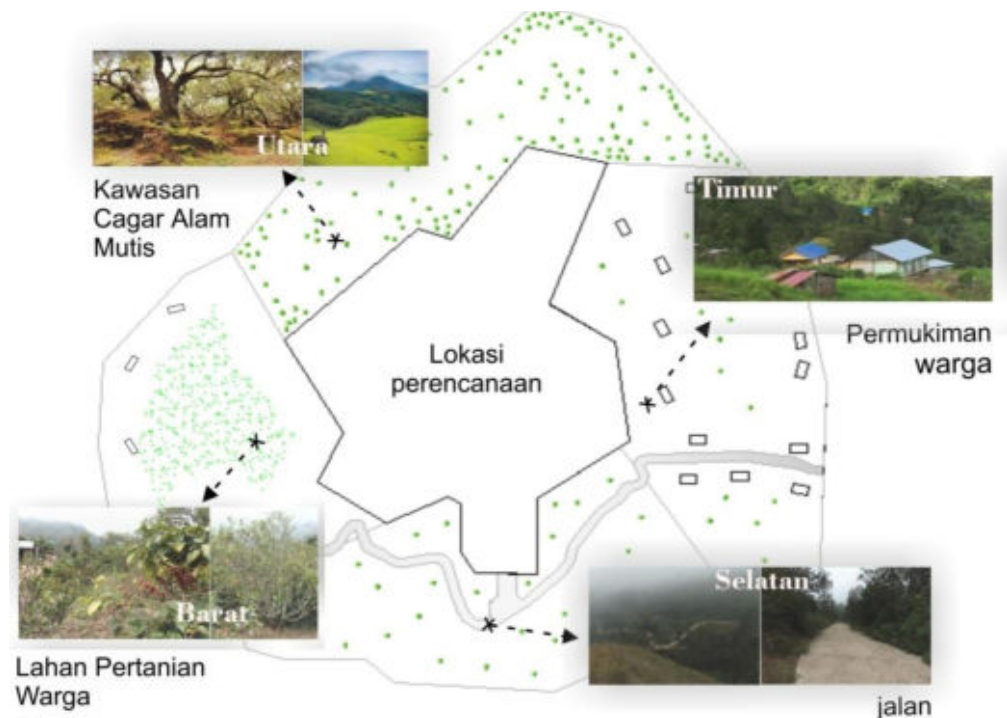 Utara
Kawasan
Cagar Alam
Mutis
Timur
Permukiman
warga
Lokasi
perencanaan
Barat
Lahan Pertanian
Warga
Selatan
jalan